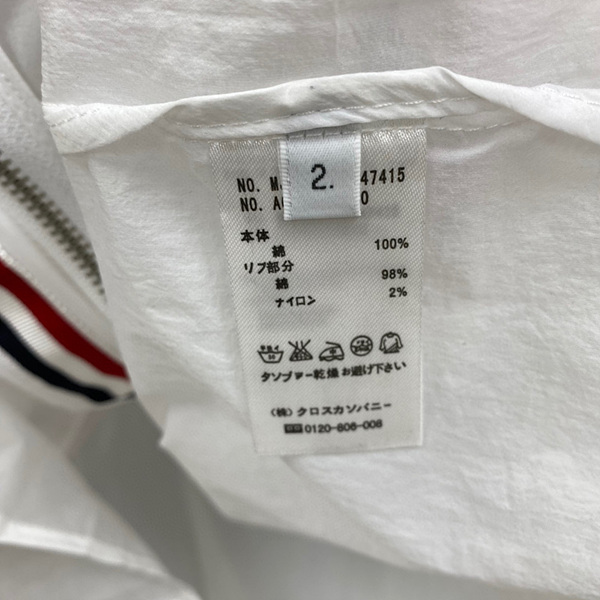 2.
NO. M 47415
NO. A 0
本体
綿 100%
リブ部分
綿 98%
ナイロン 2%
タンブラー乾燥お避け下さい
(株)クロスカンパニー
0120-806-008